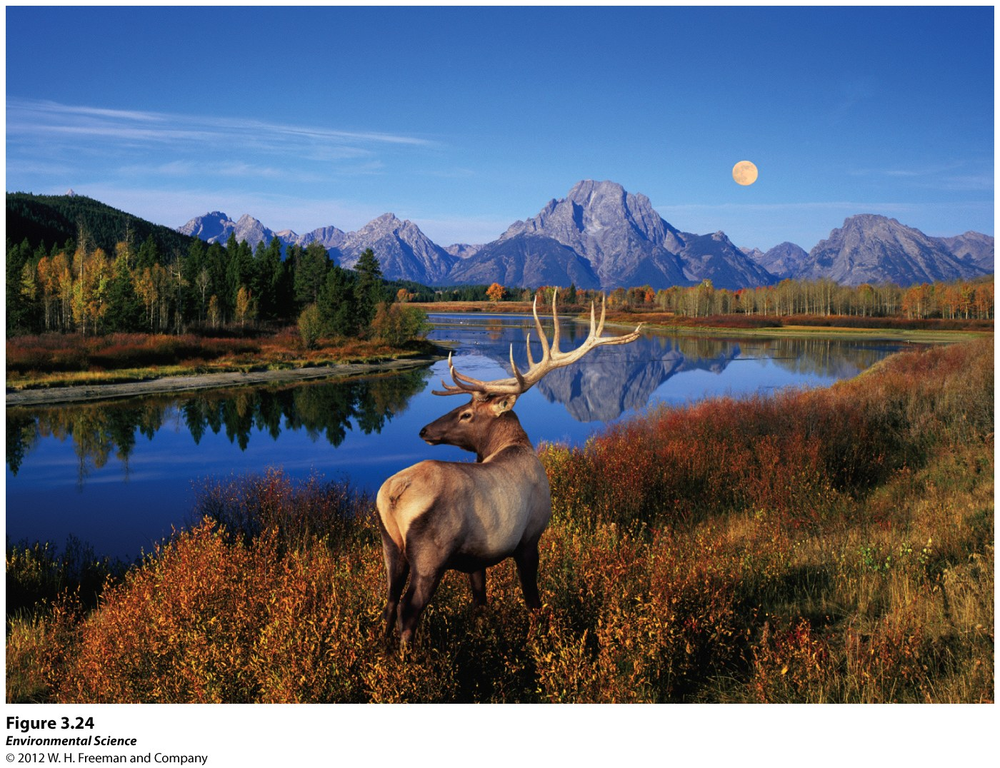 Figure 3.24
Environmental Science
© 2012 W. H. Freeman and Company